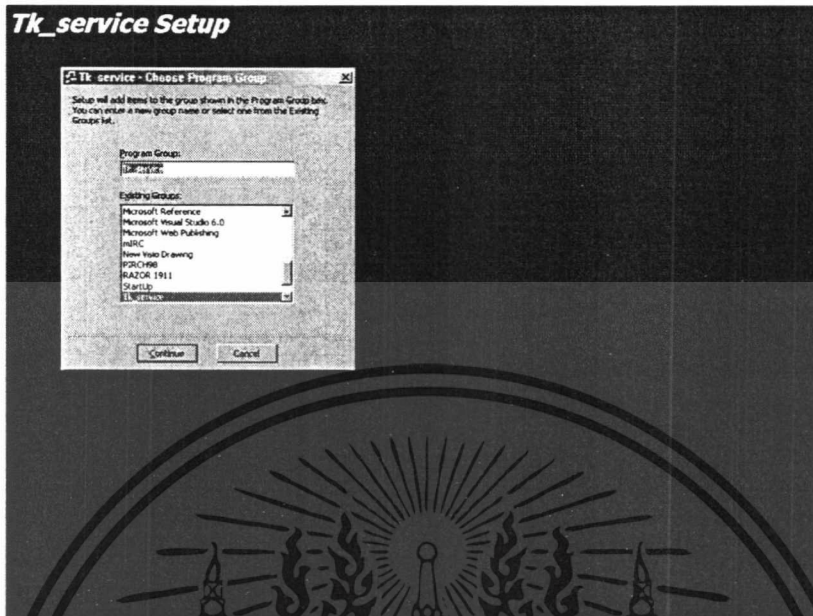 Tk_service Setup
Tk_service - Choose Program Group
Setup will add items to the group shown in the Program Group box.
You can enter a new group name or select one from the Existing
Groups list.
Program Group:
Tk_service
Existing Groups:
Microsoft Reference
Microsoft Visual Studio 6.0
Microsoft Web Publishing
mIRC
New Visio Drawing
PIRCH98
RAZOR 1911
StartUp
Tk_service
Continue
Cancel